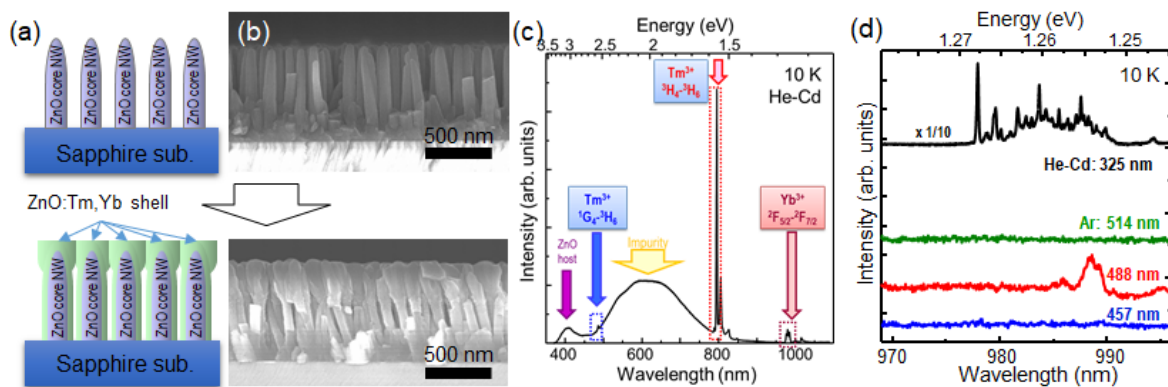 (a)
ZnO core NW
ZnO core NW
ZnO core NW
ZnO core NW
ZnO core NW
Sapphire sub.
ZnO:Tm,Yb shell
ZnO core NW
ZnO core NW
ZnO core NW
ZnO core NW
ZnO core NW
Sapphire sub.
(b)
500 nm
500 nm
(c)
Energy (eV)
3.5 3 2.5 2 1.5
10 K
He-Cd
Tm³⁺
³H₄-³H₆
Tm³⁺
¹G₄-³H₆
Yb³⁺
²F₅/₂-²F₇/₂
ZnO
host
Impurity
Intensity (arb. units)
400 600 800 1000
Wavelength (nm)
(d)
Energy (eV)
1.27 1.26 1.25
10 K
x 1/10
He-Cd: 325 nm
Ar: 514 nm
488 nm
457 nm
Intensity (arb. units)
970 980 990
Wavelength (nm)